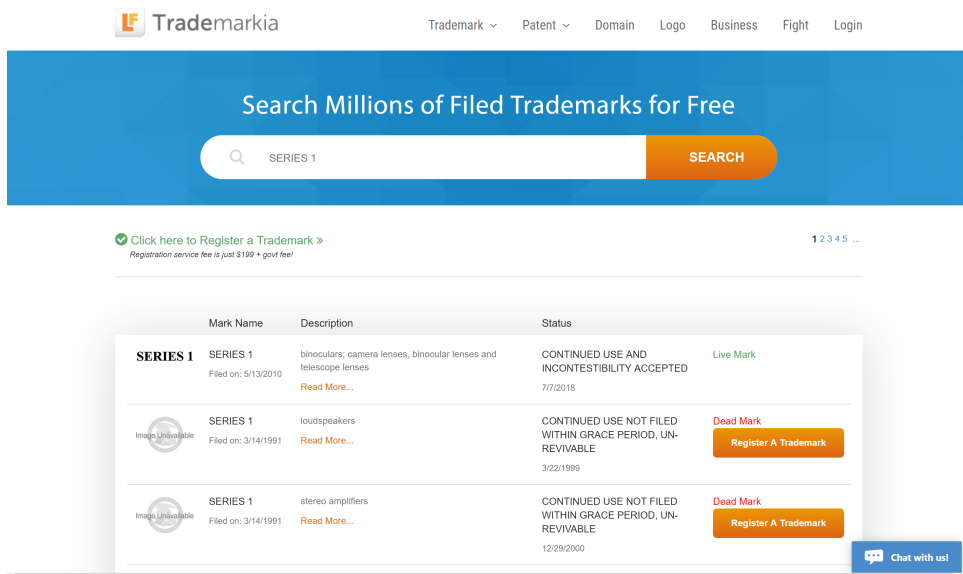 LF Trademarkia
Trademark Patent Domain Logo Business Fight Login
Search Millions of Filed Trademarks for Free
SERIES 1 SEARCH
Click here to Register a Trademark »
Registration service fee is just $199 + govt fee!
1 2 3 4 5 ...
Mark Name Description Status
SERIES 1 SERIES 1 binoculars; camera lenses, binocular lenses and CONTINUED USE AND Live Mark
telescope lenses INCONTESTIBILITY ACCEPTED
Filed on: 5/13/2010
Read More... 7/7/2018
SERIES 1 loudspeakers CONTINUED USE NOT FILED Dead Mark
Image Unavailable Filed on: 3/14/1991 Read More... WITHIN GRACE PERIOD, UN- Register A Trademark
REVIVABLE
3/22/1999
SERIES 1 stereo amplifiers CONTINUED USE NOT FILED Dead Mark
Image Unavailable Filed on: 3/14/1991 Read More... WITHIN GRACE PERIOD, UN- Register A Trademark
REVIVABLE
12/29/2000
Chat with us!